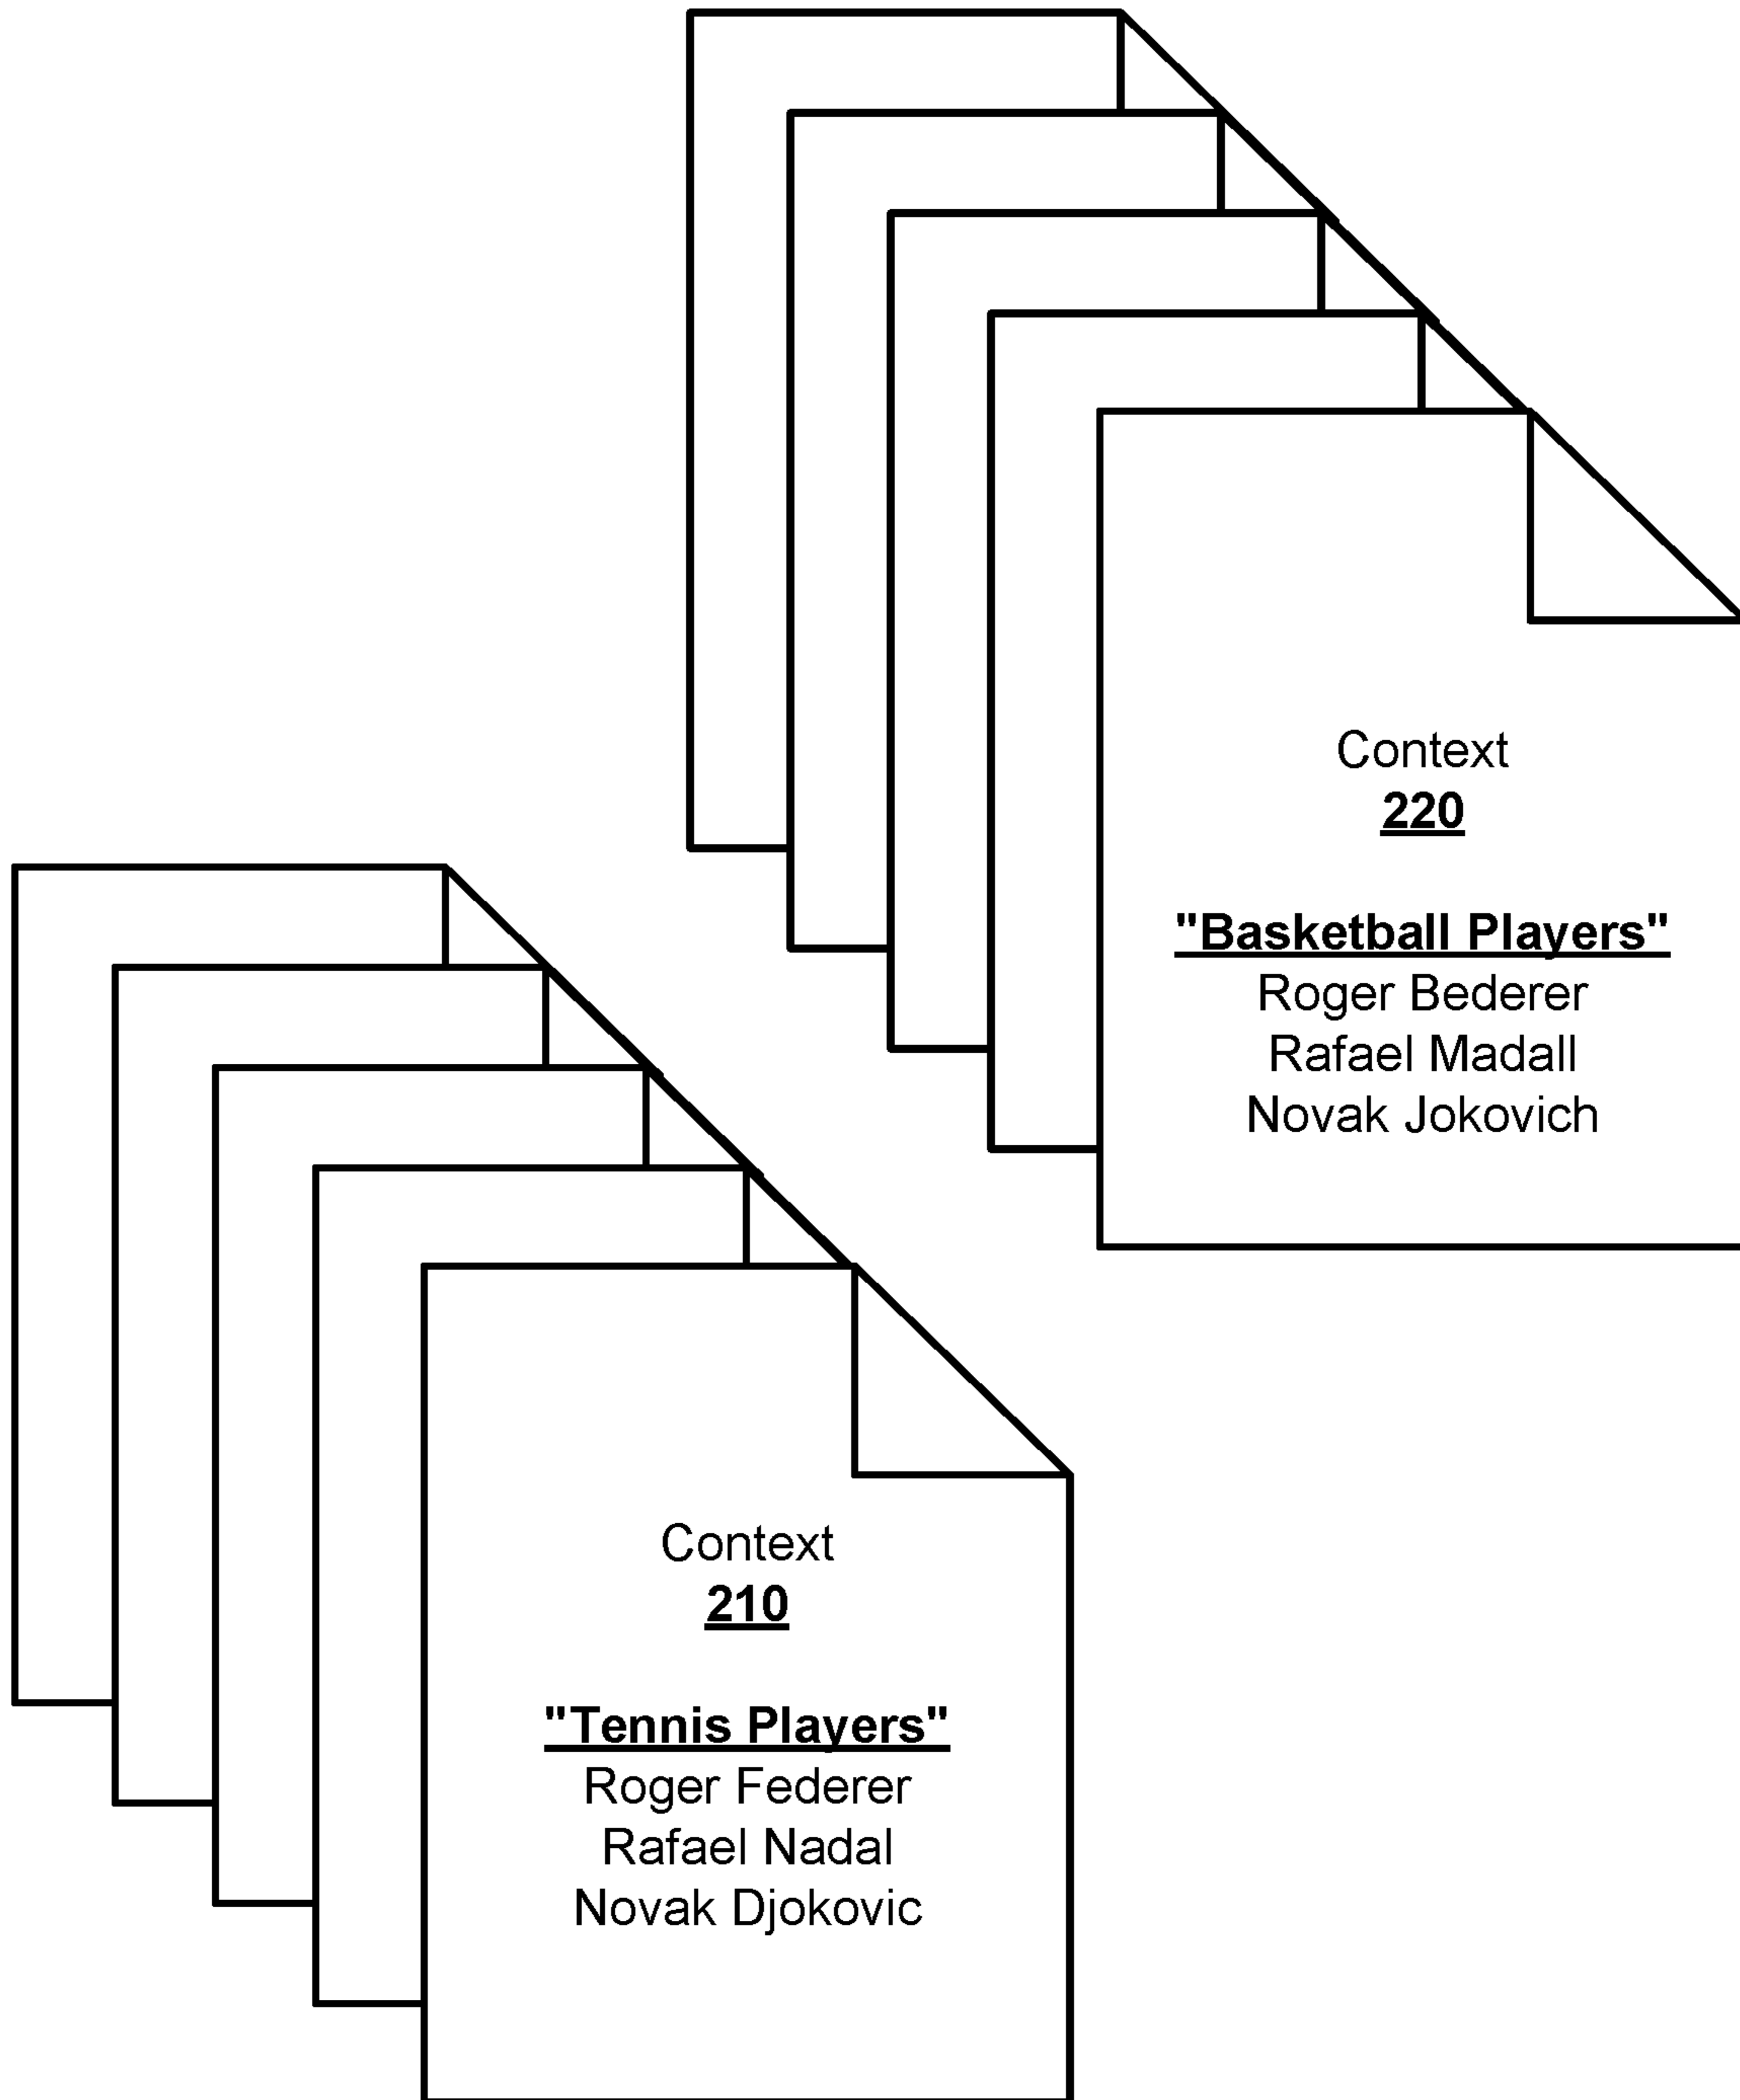 Context
220
"Basketball Players"
Roger Bederer
Rafael Madall
Novak Jokovich
Context
210
"Tennis Players"
Roger Federer
Rafael Nadal
Novak Djokovic